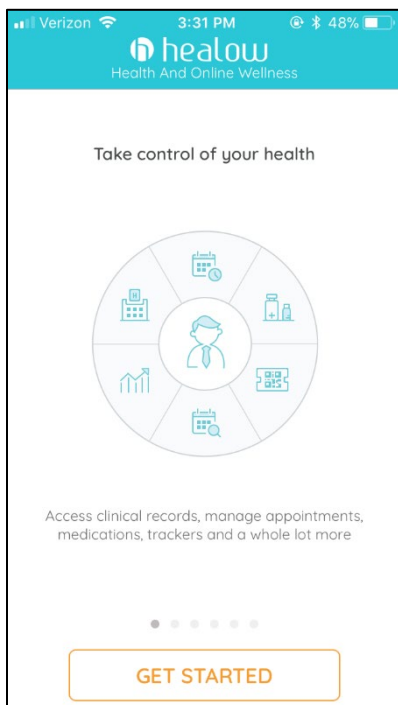 Verizon 3:31 PM 48%
healow
Health And Online Wellness
Take control of your health
Access clinical records, manage appointments,
medications, trackers and a whole lot more
GET STARTED